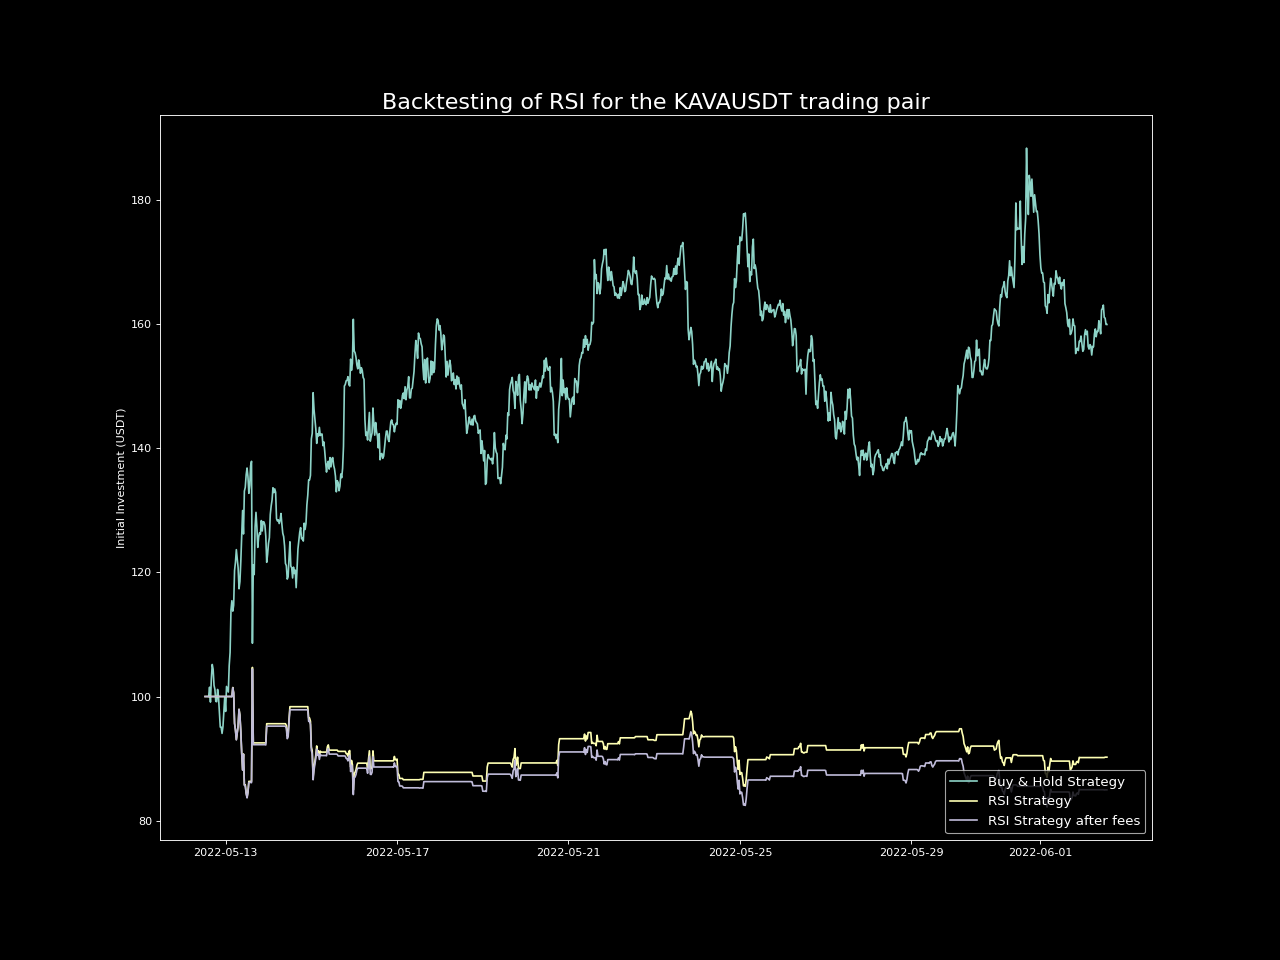 Backtesting of RSI for the KAVAUSDT trading pair
Initial Investment (USDT)
180
160
140
120
100
80
2022-05-13
2022-05-17
2022-05-21
2022-05-25
2022-05-29
2022-06-01
Buy & Hold Strategy
RSI Strategy
RSI Strategy after fees